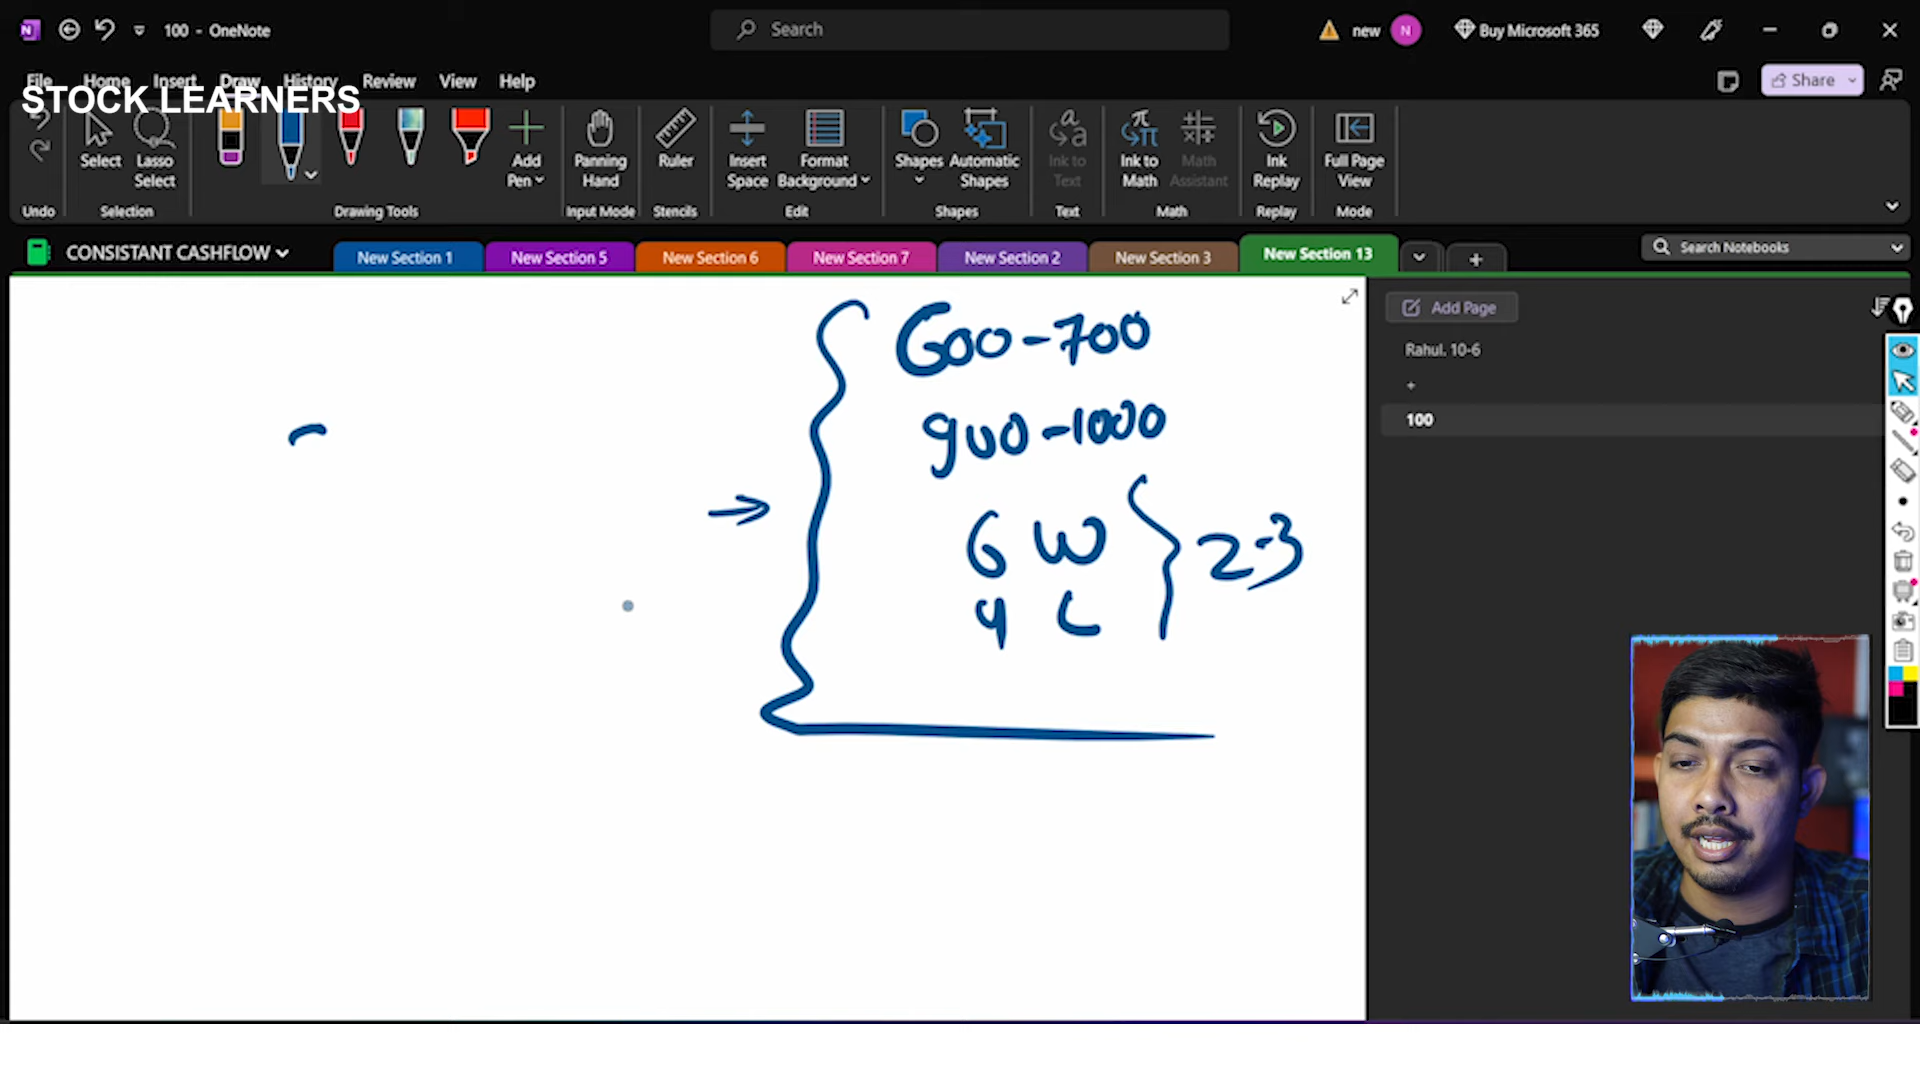 100 - OneNote
Search
new
N
Buy Microsoft 365
File Home Insert Draw History Review View Help
Share
STOCK LEARNERS
Select
Lasso Select
Add Pen
Panning Hand
Ruler
Insert Space
Format Background
Shapes
Automatic Shapes
Ink to Text
Ink to Math
Math Assistant
Ink Replay
Full Page View
Undo Selection Drawing Tools Input Mode Stencils Edit Shapes Text Math Replay Mode
CONSISTANT CASHFLOW New Section 1 New Section 5 New Section 6 New Section 7 New Section 2 New Section 3 New Section 13 Search Notebooks
Add Page
Rahul. 10-6
+
100
600-700
900-1000
6 W
4 L
2-3